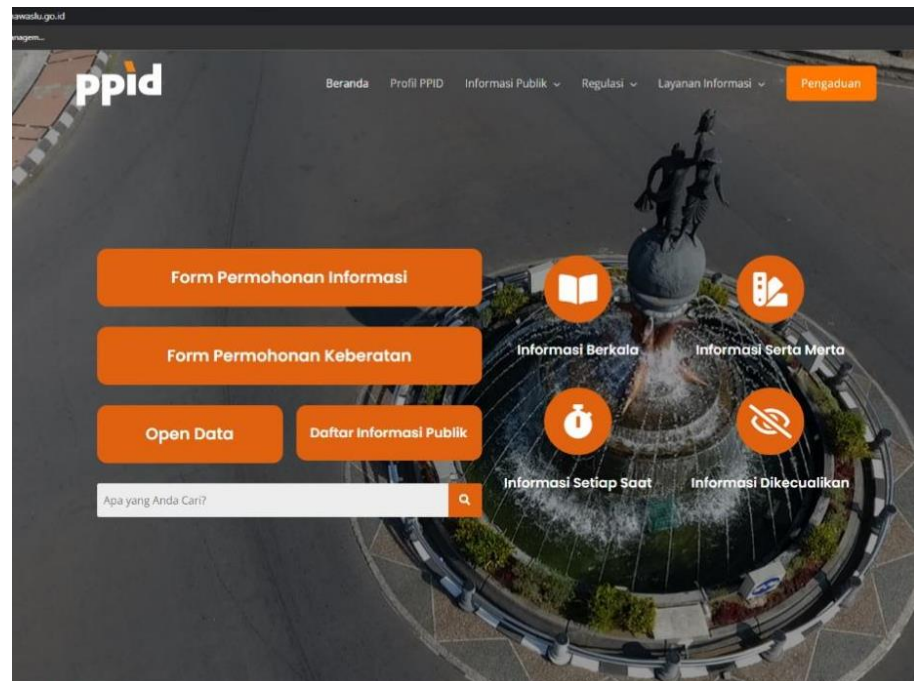 awaslu.go.id
nagem...
ppid
Beranda Profil PPID Informasi Publik Regulasi Layanan Informasi Pengaduan
Form Permohonan Informasi
Form Permohonan Keberatan
Open Data Daftar Informasi Publik
Apa yang Anda Cari?
Informasi Berkala Informasi Serta Merta
Informasi Setiap Saat Informasi Dikecualikan